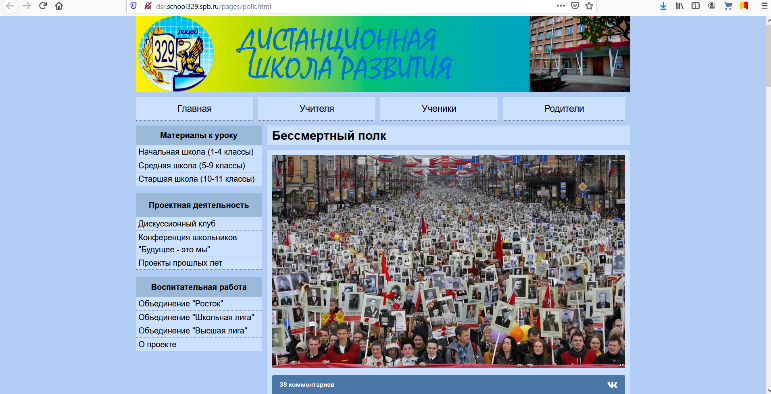 dsr.school329.spb.ru/pages/polk.html
лицей
329
ДИСТАНЦИОННАЯ
ШКОЛА РАЗВИТИЯ
Главная
Учителя
Ученики
Родители
Материалы к уроку
Начальная школа (1-4 классы)
Средняя школа (5-9 классы)
Старшая школа (10-11 классы)
Проектная деятельность
Дискуссионный клуб
Конференция школьников
"Будущее - это мы"
Проекты прошлых лет
Воспитательная работа
Объединение "Росток"
Объединение "Школьная лига"
Объединение "Высшая лига"
О проекте
Бессмертный полк
38 комментариев